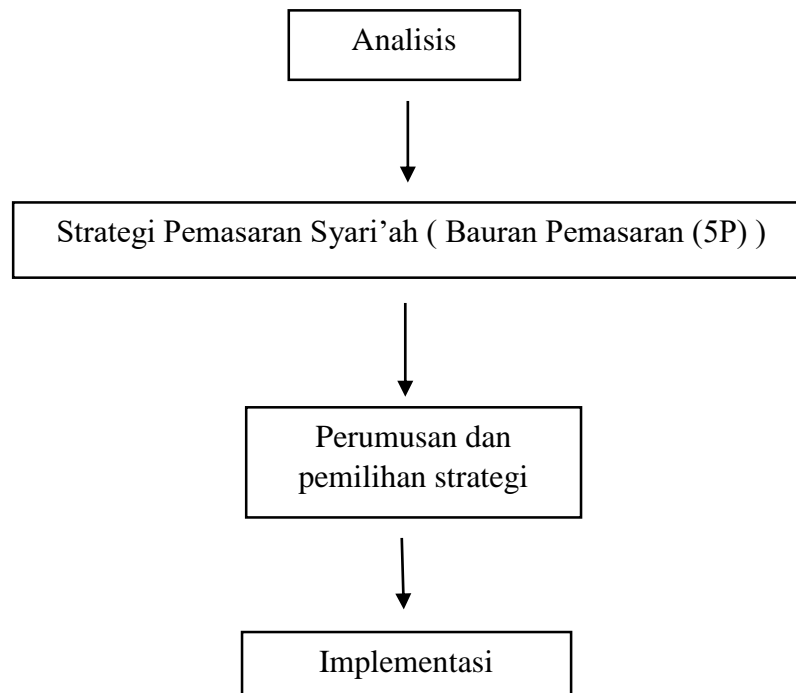 Analisis
Strategi Pemasaran Syari’ah ( Bauran Pemasaran (5P) )
Perumusan dan
pemilihan strategi
Implementasi